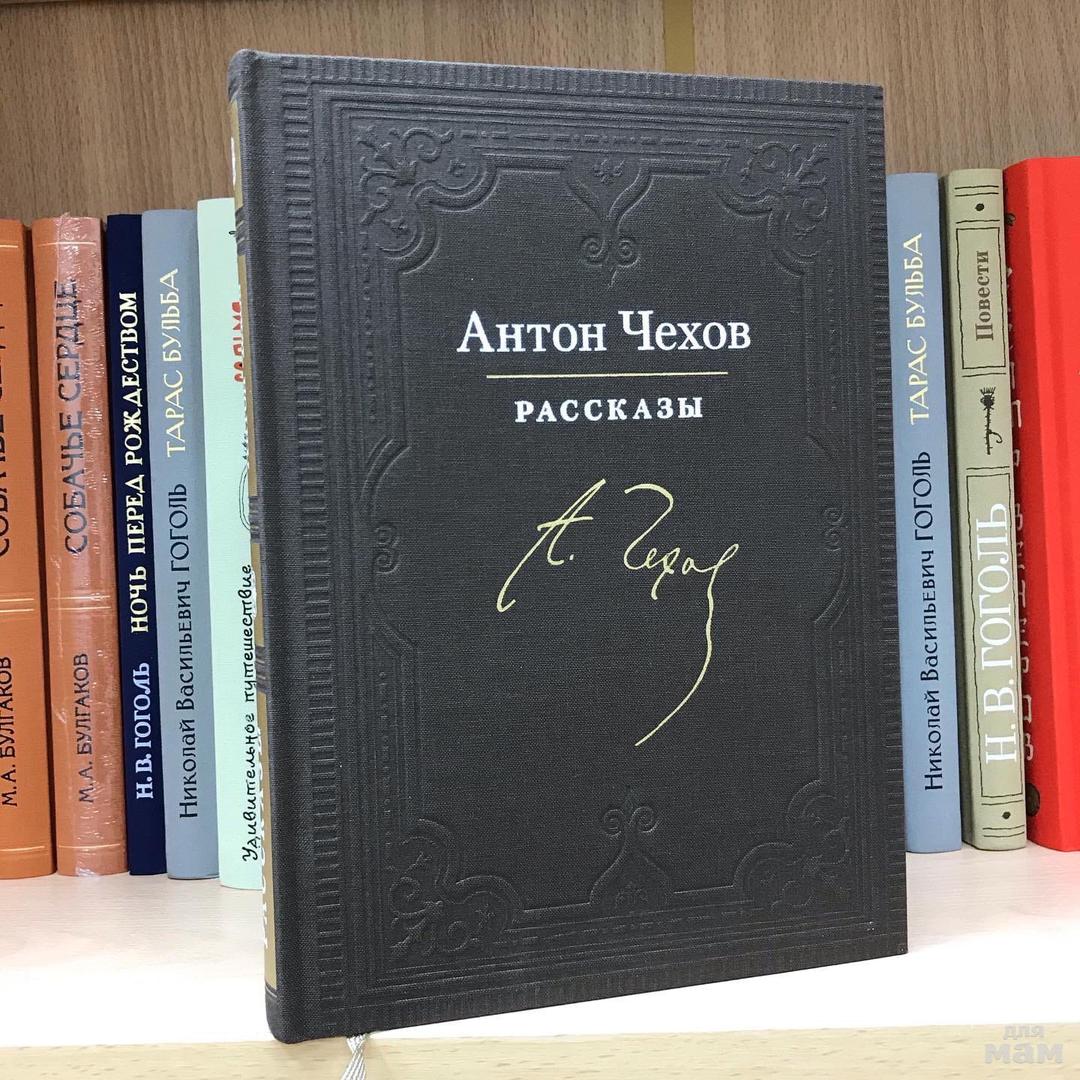 Антон Чехов
РАССКАЗЫ
А. Чехов
М.А. БУЛГАКОВ
М.А. БУЛГАКОВ СОБАЧЬЕ СЕРДЦЕ
Н.В. ГОГОЛЬ НОЧЬ ПЕРЕД РОЖДЕСТВОМ
Николай Васильевич ГОГОЛЬ ТАРАС БУЛЬБА
Удивительное путешествие
Николай Васильевич ГОГОЛЬ ТАРАС БУЛЬБА
Н. В. ГОГОЛЬ Повести
для
мам